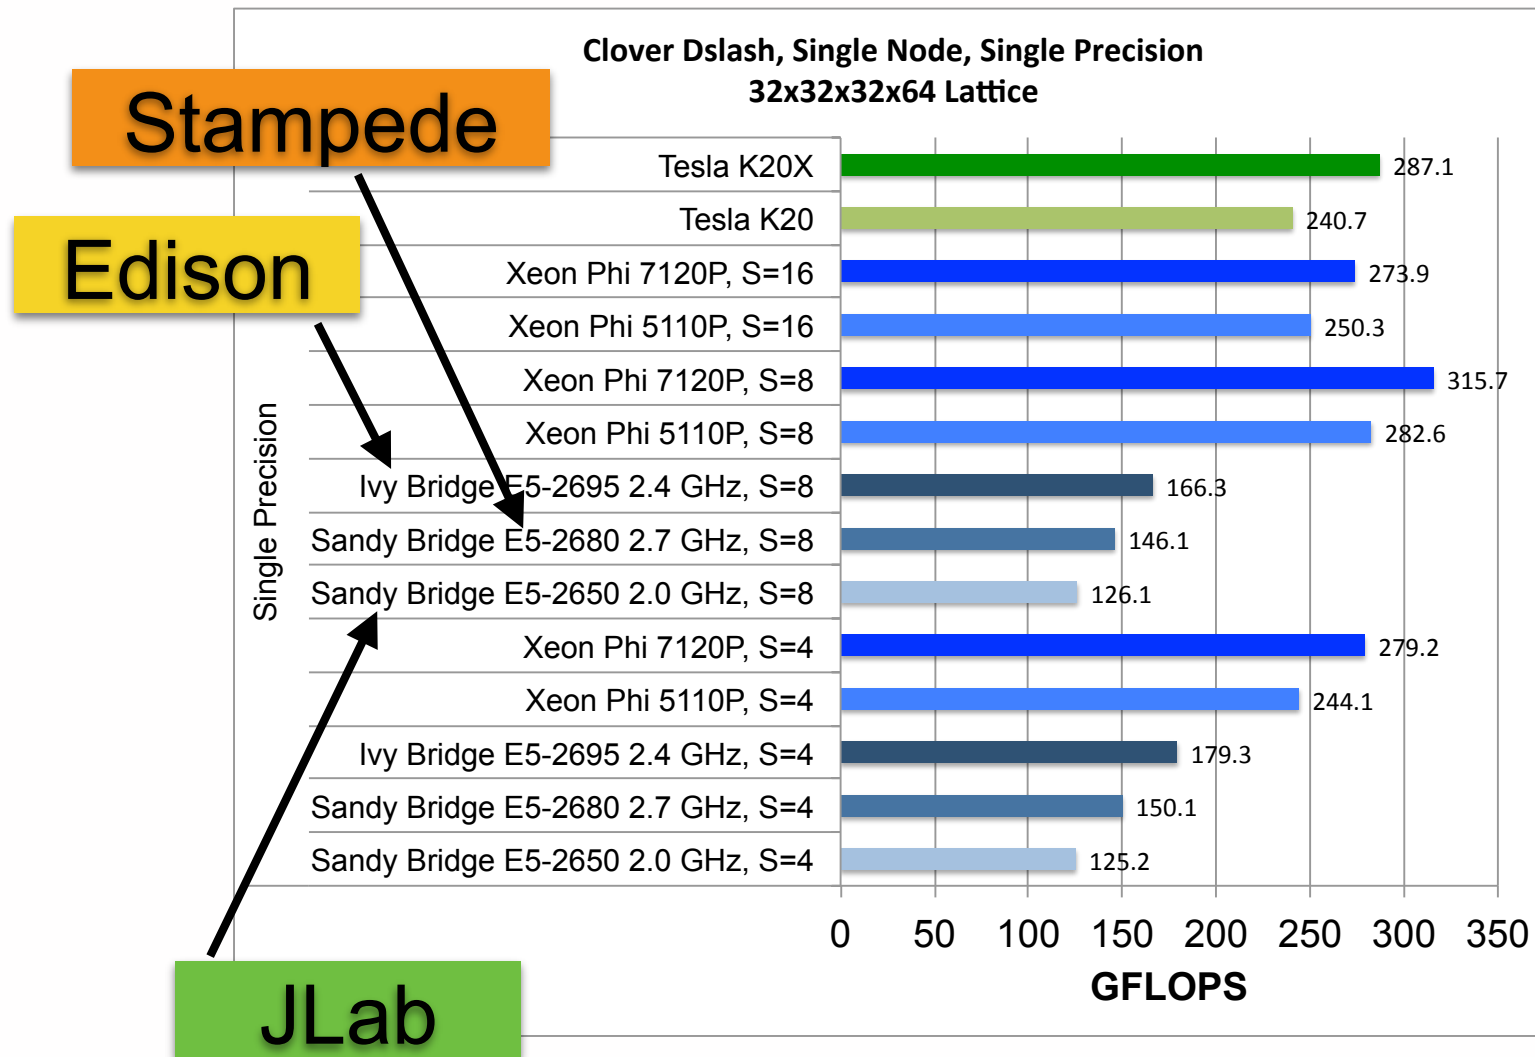 Clover Dslash, Single Node, Single Precision
32x32x32x64 Lattice
Stampede
Edison
JLab
Single Precision
Tesla K20X 287.1
Tesla K20 240.7
Xeon Phi 7120P, S=16 273.9
Xeon Phi 5110P, S=16 250.3
Xeon Phi 7120P, S=8 315.7
Xeon Phi 5110P, S=8 282.6
Ivy Bridge E5-2695 2.4 GHz, S=8 166.3
Sandy Bridge E5-2680 2.7 GHz, S=8 146.1
Sandy Bridge E5-2650 2.0 GHz, S=8 126.1
Xeon Phi 7120P, S=4 279.2
Xeon Phi 5110P, S=4 244.1
Ivy Bridge E5-2695 2.4 GHz, S=4 179.3
Sandy Bridge E5-2680 2.7 GHz, S=4 150.1
Sandy Bridge E5-2650 2.0 GHz, S=4 125.2
0 50 100 150 200 250 300 350
GFLOPS